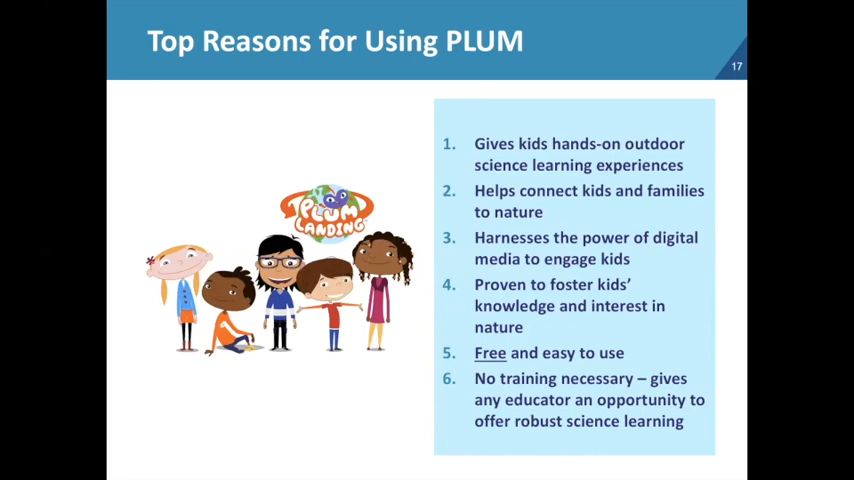 Top Reasons for Using PLUM
17
PLUM
LANDING
1. Gives kids hands-on outdoor
science learning experiences
2. Helps connect kids and families
to nature
3. Harnesses the power of digital
media to engage kids
4. Proven to foster kids’
knowledge and interest in
nature
5. Free and easy to use
6. No training necessary – gives
any educator an opportunity to
offer robust science learning